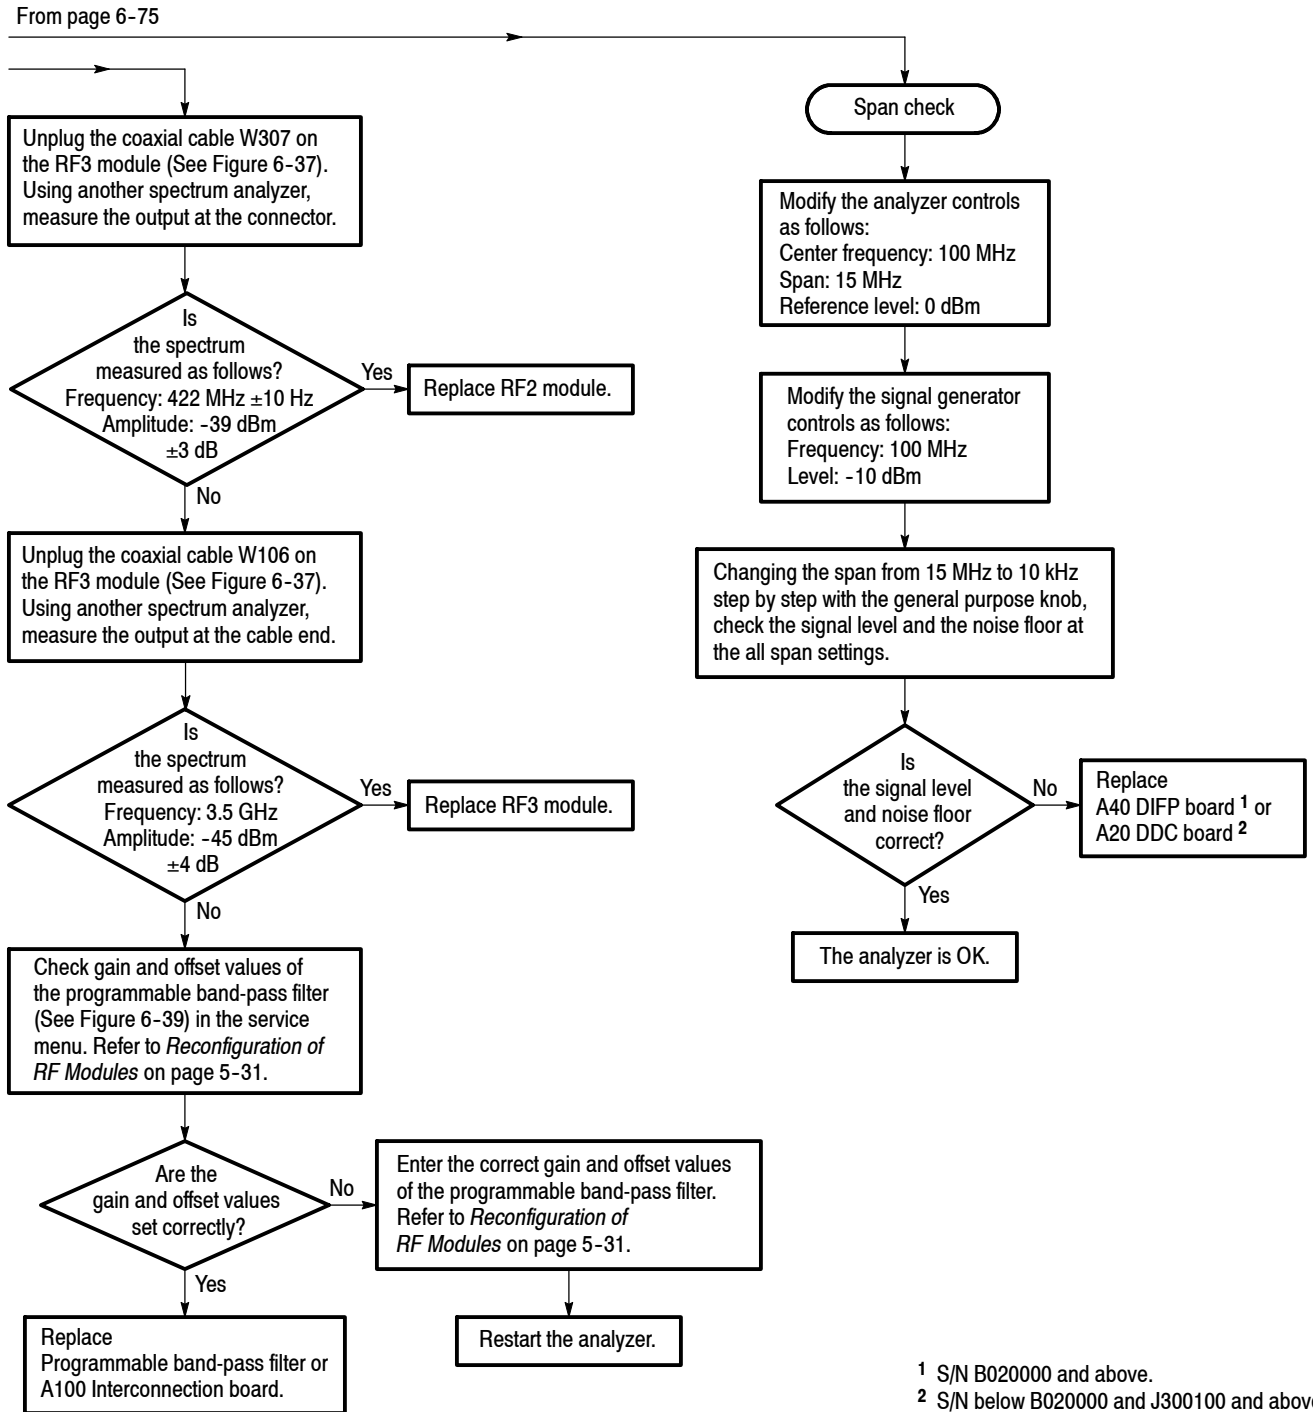 From page 6-75
Unplug the coaxial cable W307 on
the RF3 module (See Figure 6-37).
Using another spectrum analyzer,
measure the output at the connector.
Is
the spectrum
measured as follows?
Frequency: 422 MHz ±10 Hz
Amplitude: -39 dBm
±3 dB
Yes
Replace RF2 module.
No
Unplug the coaxial cable W106 on
the RF3 module (See Figure 6-37).
Using another spectrum analyzer,
measure the output at the cable end.
Is
the spectrum
measured as follows?
Frequency: 3.5 GHz
Amplitude: -45 dBm
±4 dB
Yes
Replace RF3 module.
No
Check gain and offset values of
the programmable band-pass filter
(See Figure 6-39) in the service
menu. Refer to Reconfiguration of
RF Modules on page 5-31.
Are the
gain and offset values
set correctly?
No
Enter the correct gain and offset values
of the programmable band-pass filter.
Refer to Reconfiguration of
RF Modules on page 5-31.
Restart the analyzer.
Yes
Replace
Programmable band-pass filter or
A100 Interconnection board.
Span check
Modify the analyzer controls
as follows:
Center frequency: 100 MHz
Span: 15 MHz
Reference level: 0 dBm
Modify the signal generator
controls as follows:
Frequency: 100 MHz
Level: -10 dBm
Changing the span from 15 MHz to 10 kHz
step by step with the general purpose knob,
check the signal level and the noise floor at
the all span settings.
Is
the signal level
and noise floor
correct?
No
Replace
A40 DIFP board 1 or
A20 DDC board 2
Yes
The analyzer is OK.
1 S/N B020000 and above.
2 S/N below B020000 and J300100 and above